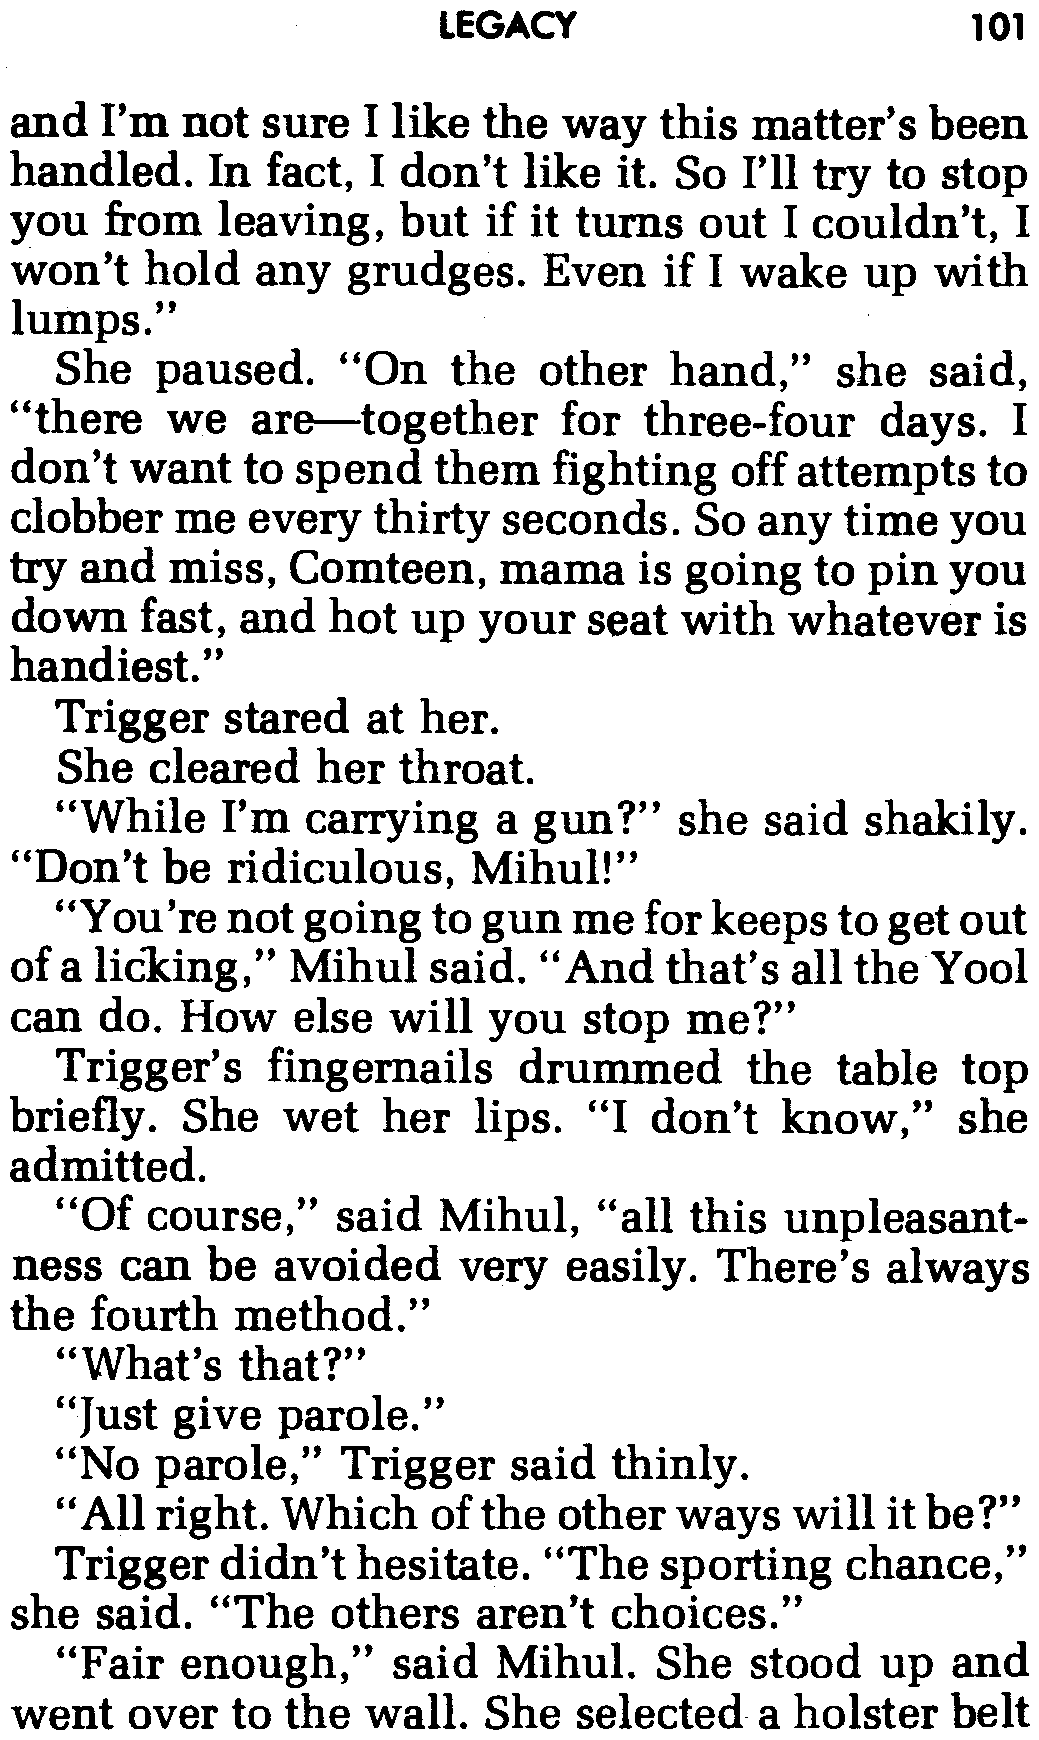 LEGACY 101
and I'm not sure I like the way this matter's been
handled. In fact, I don't like it. So I'll try to stop
you from leaving, but if it turns out I couldn't, I
won't hold any grudges. Even if I wake up with
lumps."
She paused. "On the other hand," she said,
"there we are—together for three-four days. I
don't want to spend them fighting off attempts to
clobber me every thirty seconds. So any time you
try and miss, Comteen, mama is going to pin you
down fast, and hot up your seat with whatever is
handiest."
Trigger stared at her.
She cleared her throat.
"While I'm carrying a gun?" she said shakily.
"Don't be ridiculous, Mihul!"
"You're not going to gun me for keeps to get out
of a licking," Mihul said. "And that's all the Yool
can do. How else will you stop me?"
Trigger's fingernails drummed the table top
briefly. She wet her lips. "I don't know," she
admitted.
"Of course," said Mihul, "all this unpleasant-
ness can be avoided very easily. There's always
the fourth method."
"What's that?"
"Just give parole."
"No parole," Trigger said thinly.
"All right. Which of the other ways will it be?"
Trigger didn't hesitate. "The sporting chance,"
she said. "The others aren't choices."
"Fair enough," said Mihul. She stood up and
went over to the wall. She selected a holster belt